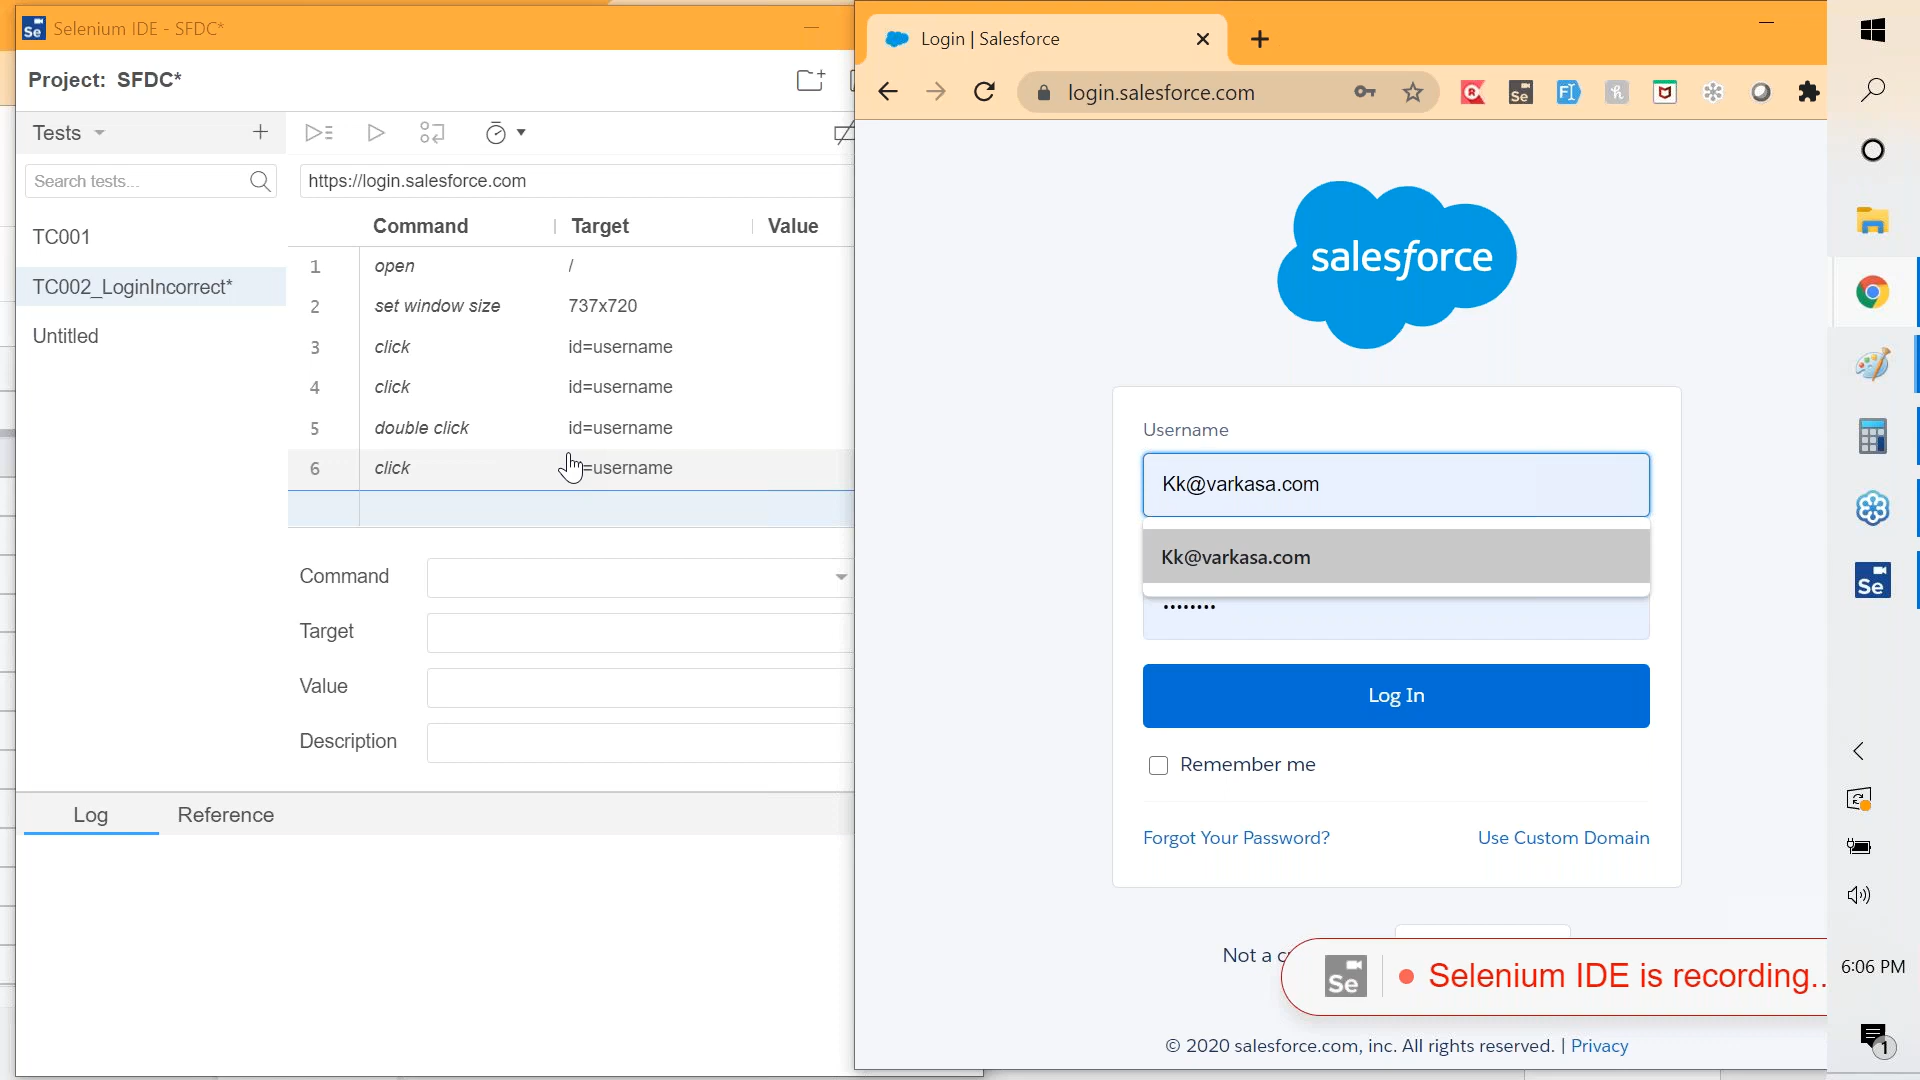 Selenium IDE - SFDC*
Project: SFDC*
Tests
Search tests...
TC001
TC002_LoginIncorrect*
Untitled
https://login.salesforce.com
Command Target Value
1 open /
2 set window size 737x720
3 click id=username
4 click id=username
5 double click id=username
6 click =username
Command
Target
Value
Description
Log Reference
Login | Salesforce
login.salesforce.com
salesforce
Username
Kk@varkasa.com
Kk@varkasa.com
Log In
Remember me
Forgot Your Password? Use Custom Domain
Not a
Se
Selenium IDE is recording..
© 2020 salesforce.com, inc. All rights reserved. | Privacy
Se
6:06 PM
1